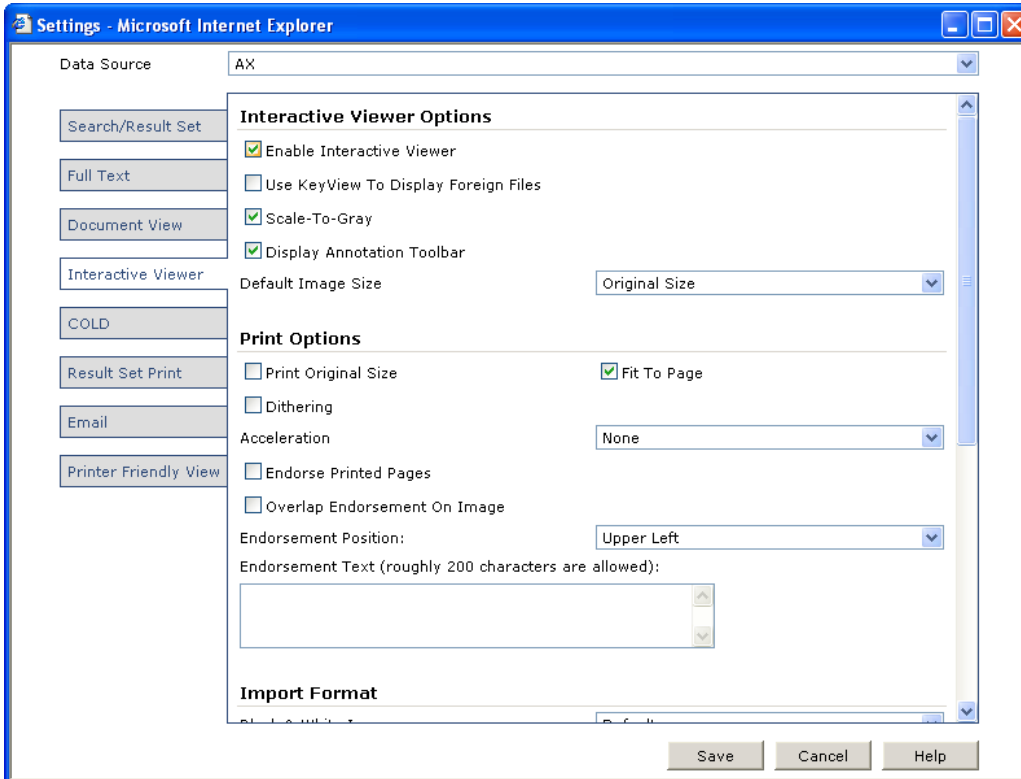 Settings - Microsoft Internet Explorer
Data Source AX
Search/Result Set
Full Text
Document View
Interactive Viewer
COLD
Result Set Print
Email
Printer Friendly View
Interactive Viewer Options
Enable Interactive Viewer
Use KeyView To Display Foreign Files
Scale-To-Gray
Display Annotation Toolbar
Default Image Size Original Size
Print Options
Print Original Size Fit To Page
Dithering
Acceleration None
Endorse Printed Pages
Overlap Endorsement On Image
Endorsement Position: Upper Left
Endorsement Text (roughly 200 characters are allowed):
Import Format
Save Cancel Help